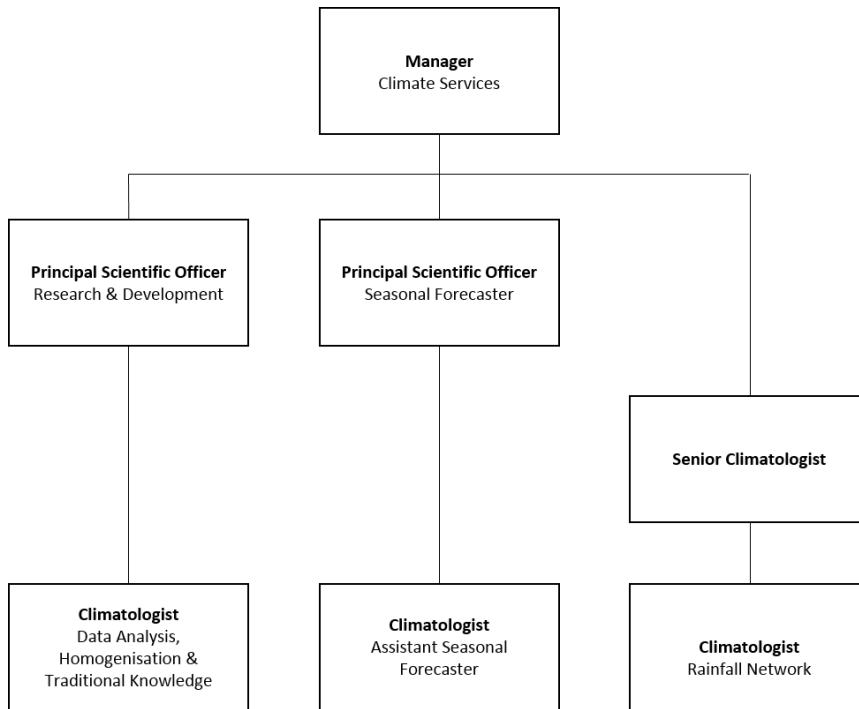 Manager
Climate Services
Principal Scientific Officer
Research & Development
Principal Scientific Officer
Seasonal Forecaster
Senior Climatologist
Climatologist
Data Analysis,
Homogenisation &
Traditional Knowledge
Climatologist
Assistant Seasonal
Forecaster
Climatologist
Rainfall Network